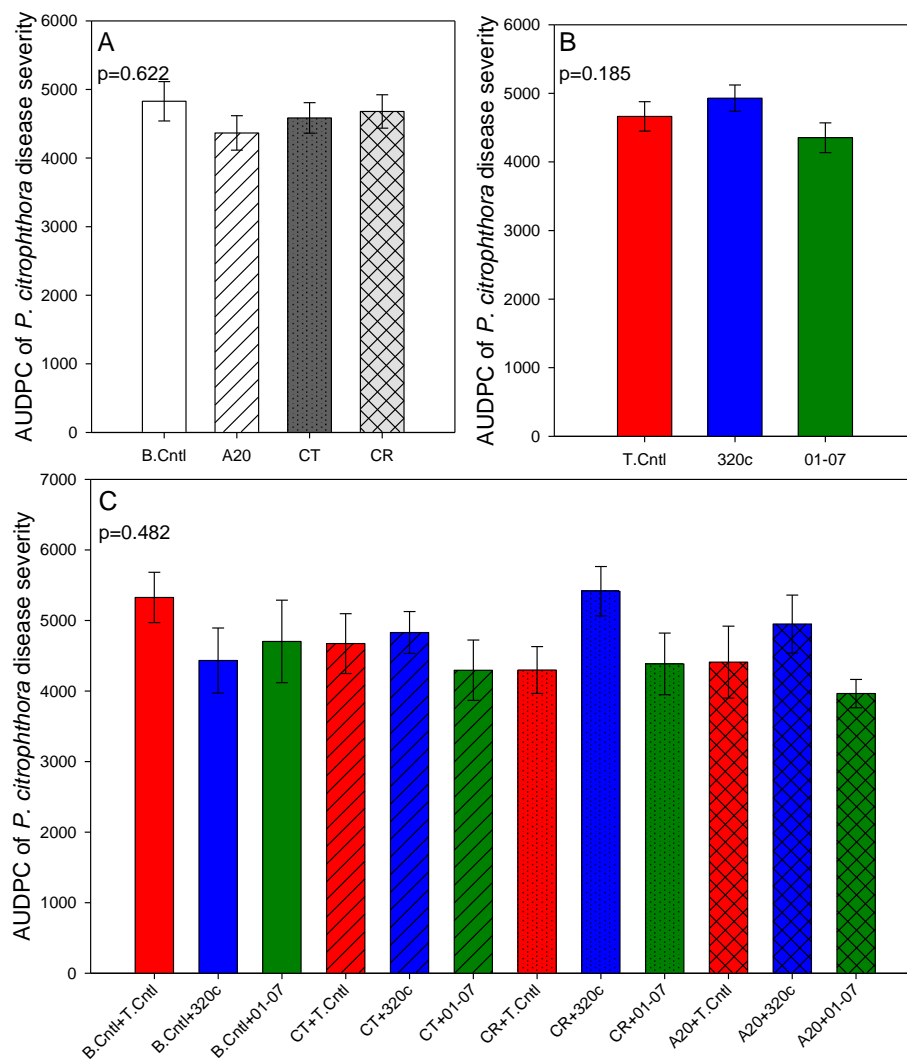 A
p=0.622
AUDPC of P. citrophthora disease severity
6000
5000
4000
3000
2000
1000
0
B.Cntl A20 CT CR
B
p=0.185
AUDPC of P. citrophthora disease severity
6000
5000
4000
3000
2000
1000
0
T.Cntl 320c 01-07
C
p=0.482
AUDPC of P. citrophthora disease severity
7000
6000
5000
4000
3000
2000
1000
0
B.Cntl+T.Cntl
B.Cntl+320c
B.Cntl+01-07
CT+T.Cntl
CT+320c
CT+01-07
CR+T.Cntl
CR+320c
CR+01-07
A20+T.Cntl
A20+320c
A20+01-07